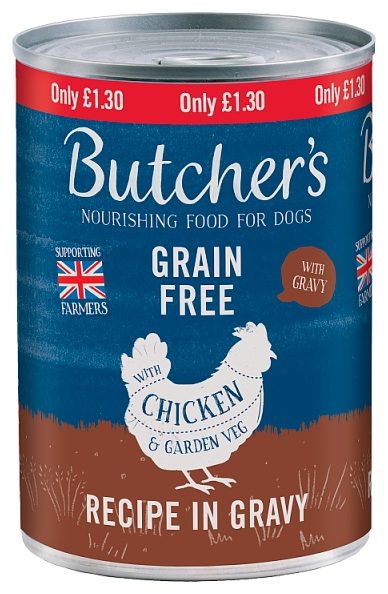 Only £1.30 Only £1.30 Only £1.30
Butcher's
NOURISHING FOOD FOR DOGS
SUPPORTING
FARMERS
GRAIN
FREE
WITH
GRAVY
WITH
CHICKEN
& GARDEN VEG
RECIPE IN GRAVY